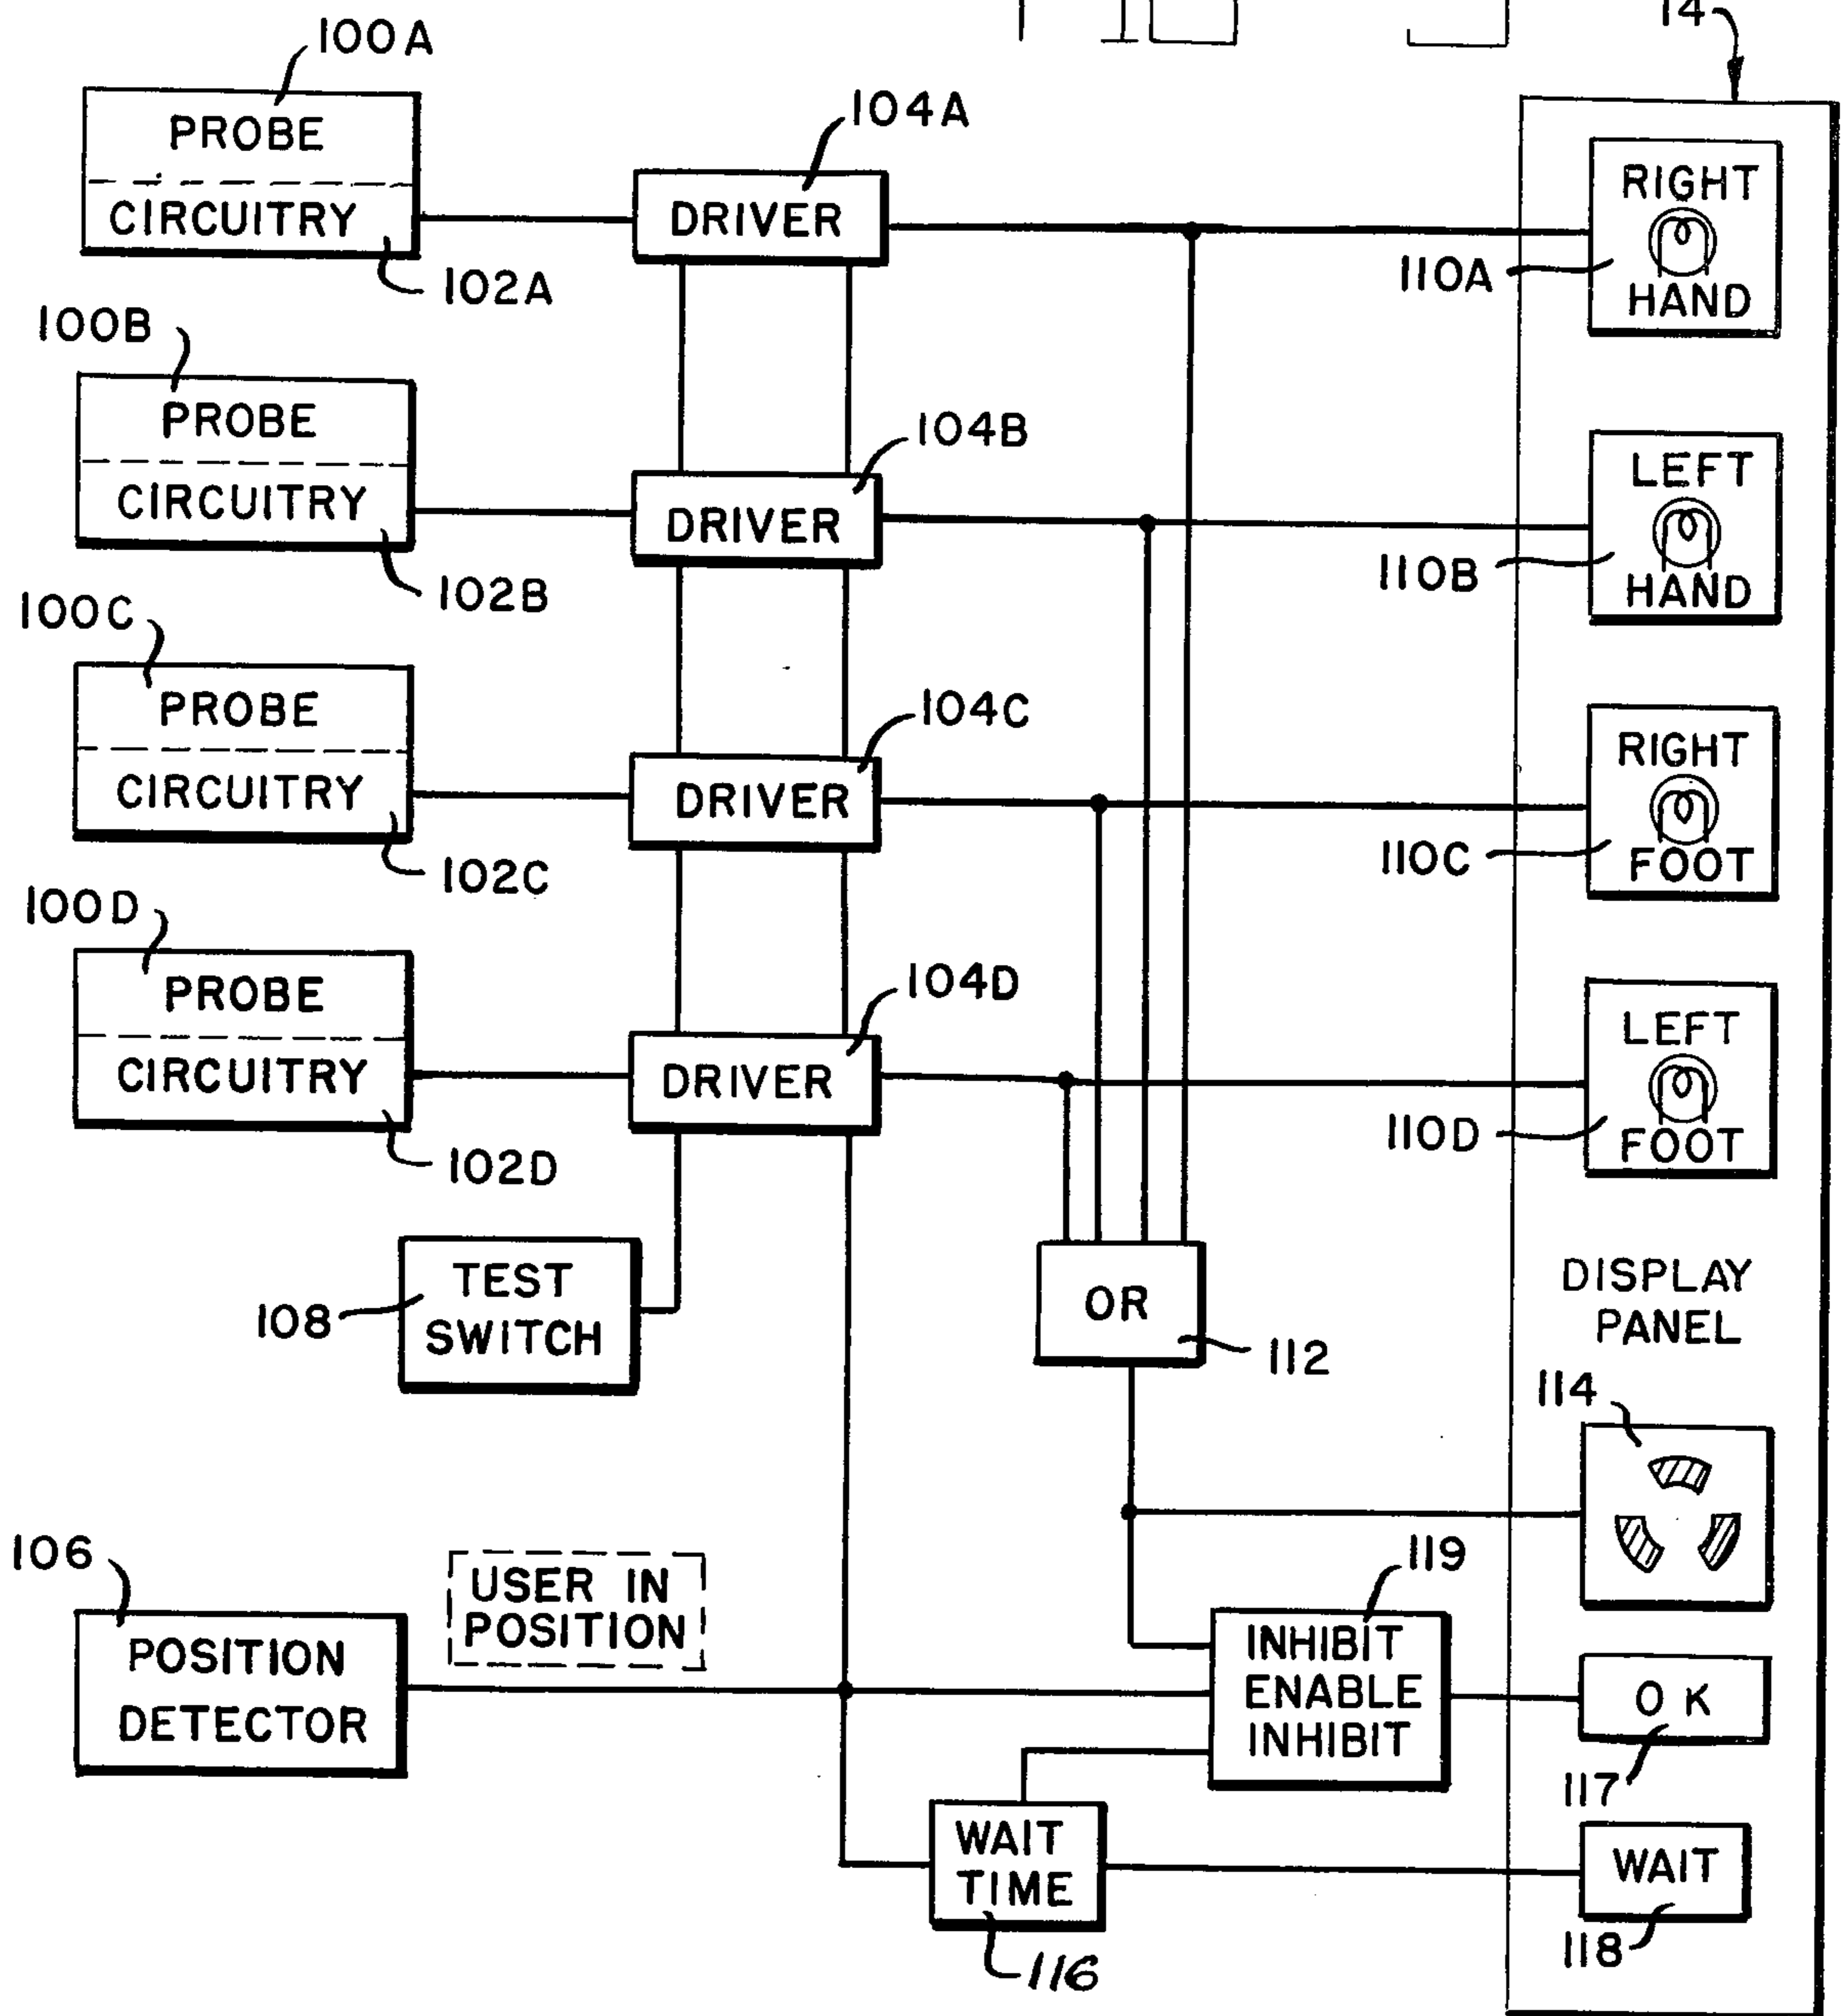 100A
14
PROBE
CIRCUITRY
102A
104A
DRIVER
110A
RIGHT
HAND
100B
PROBE
CIRCUITRY
102B
104B
DRIVER
110B
LEFT
HAND
100C
PROBE
CIRCUITRY
102C
104C
DRIVER
110C
RIGHT
FOOT
100D
PROBE
CIRCUITRY
102D
104D
DRIVER
110D
LEFT
FOOT
108
TEST
SWITCH
OR
112
DISPLAY
PANEL
114
106
POSITION
DETECTOR
USER IN
POSITION
119
INHIBIT
ENABLE
INHIBIT
OK
117
WAIT
TIME
116
WAIT
118